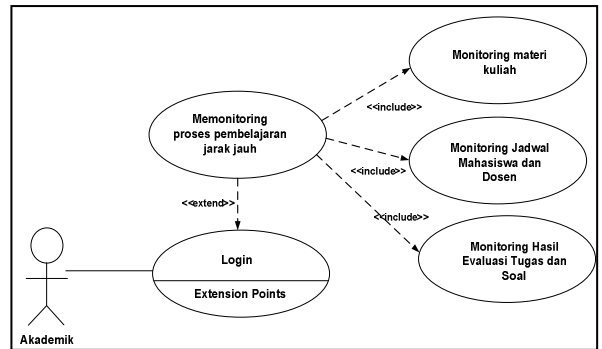 Monitoring materi
kuliah
<<include>>
Memonitoring
proses pembelajaran
jarak jauh
Monitoring Jadwal
Mahasiswa dan
Dosen
<<include>>
<<extend>>
<<include>>
Monitoring Hasil
Evaluasi Tugas dan
Soal
Login
Extension Points
Akademik